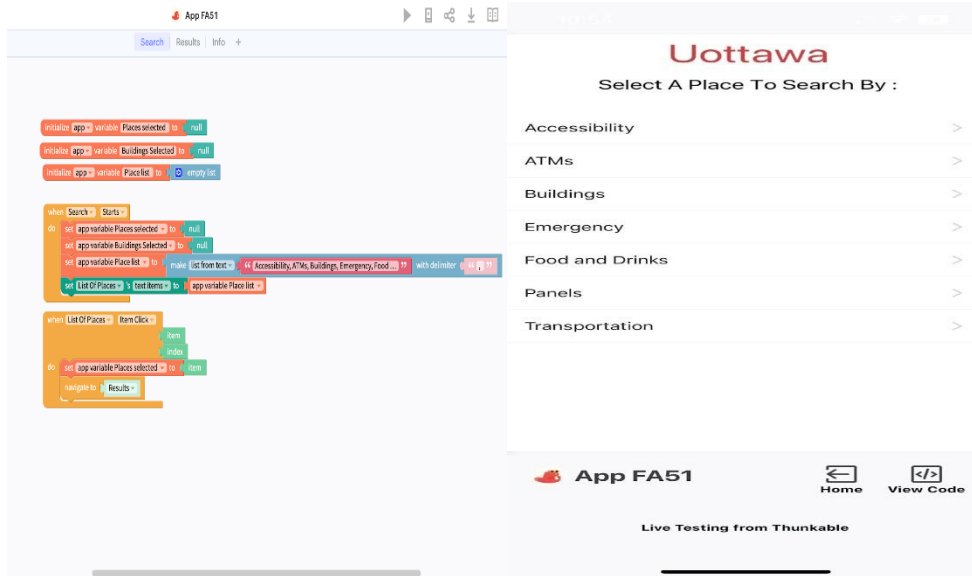 App FA51
Search Results Info +
initialize app variable Places selected to null
initialize app variable Buildings Selected to null
initialize app variable Place list to empty list
when Search Starts
do set app variable Places selected to null
set app variable Buildings Selected to null
set app variable Place list to make list from text “ Accessibility, ATMs, Buildings, Emergency, Food ... ” with delimiter “ , ”
set List Of Places 's text items to app variable Place list
when List Of Places Item Click
item
index
do set app variable Places selected to item
navigate to Results
Uottawa
Select A Place To Search By :
Accessibility >
ATMs >
Buildings >
Emergency >
Food and Drinks >
Panels >
Transportation >
App FA51
Home
</>
View Code
Live Testing from Thunkable